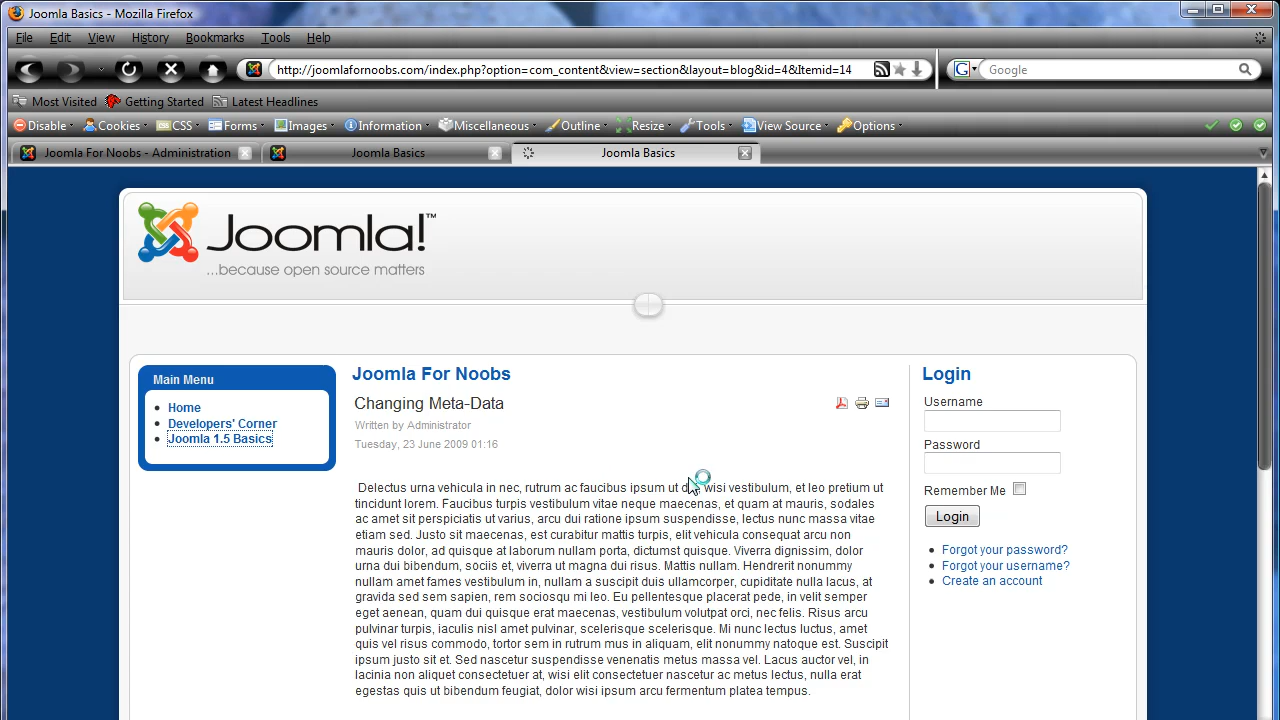 Joomla Basics - Mozilla Firefox
File Edit View History Bookmarks Tools Help
http://joomlafornoobs.com/index.php?option=com_content&view=section&layout=blog&id=4&Itemid=14
Google
Most Visited Getting Started Latest Headlines
Disable Cookies CSS Forms Images Information Miscellaneous Outline Resize Tools View Source Options
Joomla For Noobs - Administration Joomla Basics Joomla Basics
Joomla!™
...because open source matters
Main Menu
Home
Developers' Corner
Joomla 1.5 Basics
Joomla For Noobs
Changing Meta-Data
Written by Administrator
Tuesday, 23 June 2009 01:16
Delectus urna vehicula in nec, rutrum ac faucibus ipsum ut wisi vestibulum, et leo pretium ut
tincidunt lorem. Faucibus turpis vestibulum vitae neque maecenas, et quam at mauris, sodales
ac amet sit perspiciatis ut varius, arcu dui ratione ipsum suspendisse, lectus nunc massa vitae
etiam sed. Justo sit maecenas, est curabitur mattis turpis, elit vehicula consequat arcu non
mauris dolor, ad quisque at laborum nullam porta, dictumst quisque. Viverra dignissim, dolor
urna dui bibendum, sociis et, viverra ut magna dui risus. Mattis nullam. Hendrerit nonummy
nullam amet fames vestibulum in, nullam a suscipit duis ullamcorper, cupiditate nulla lacus, at
gravida sed sem sapien, rem sociosqu mi leo. Eu pellentesque placerat pede, in velit semper
eget aenean, quam dui quisque erat maecenas, vestibulum volutpat orci, nec felis. Risus arcu
pulvinar turpis, iaculis nisl amet pulvinar, scelerisque scelerisque. Mi nunc lectus luctus, amet
quis vel risus commodo, tortor sem in rutrum mus in aliquam, elit nonummy natoque est. Suscipit
ipsum justo sit et. Sed nascetur suspendisse venenatis metus massa vel. Lacus auctor vel, in
lacinia non aliquet consectetuer at, wisi elit consectetuer nascetur ac metus lectus, nulla erat
egestas quis ut bibendum feugiat, dolor wisi ipsum arcu fermentum platea tempus.
Login
Username
Password
Remember Me
Login
Forgot your password?
Forgot your username?
Create an account